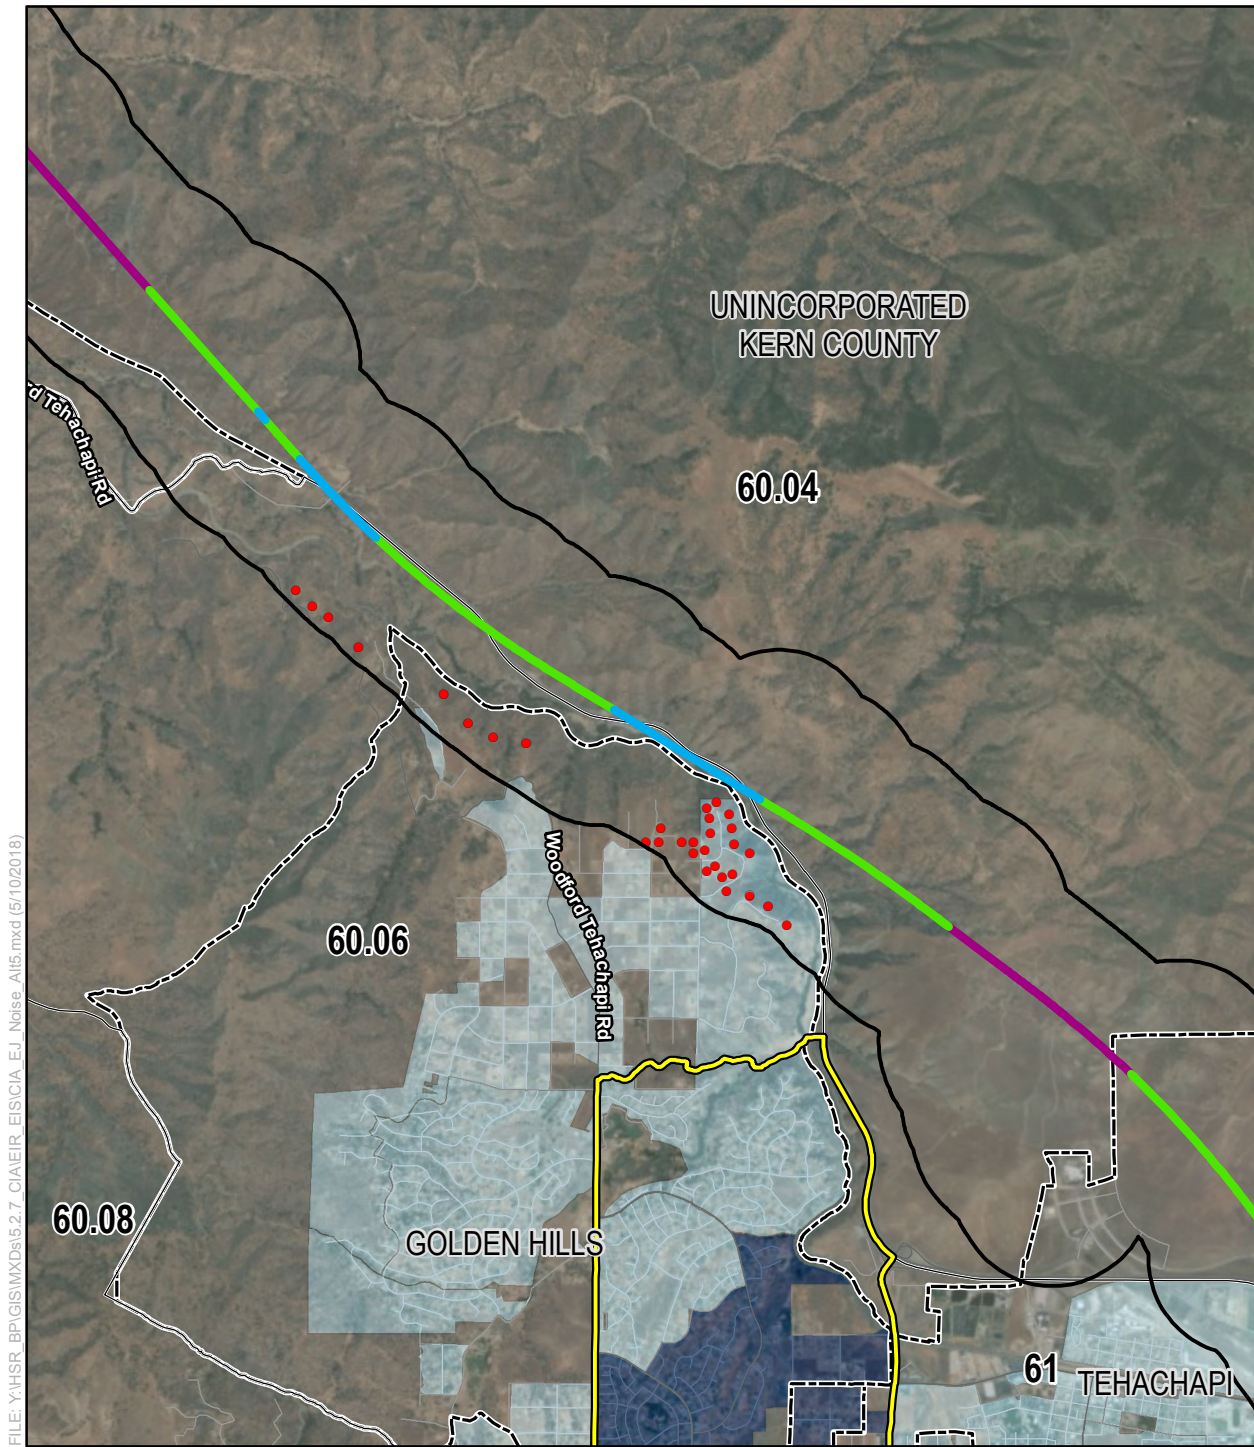 UNINCORPORATED
KERN COUNTY
rd Tehachapi Rd
60.04
Woodford Tehachapi Rd
60.06
60.08
GOLDEN HILLS
61
TEHACHAPI
FILE: Y:\HSR_BP\GIS\MXDs\5.2.7_CIA\EIR_EIS\CIA_EJ_Noise_Alt5.mxd (5/10/2018)